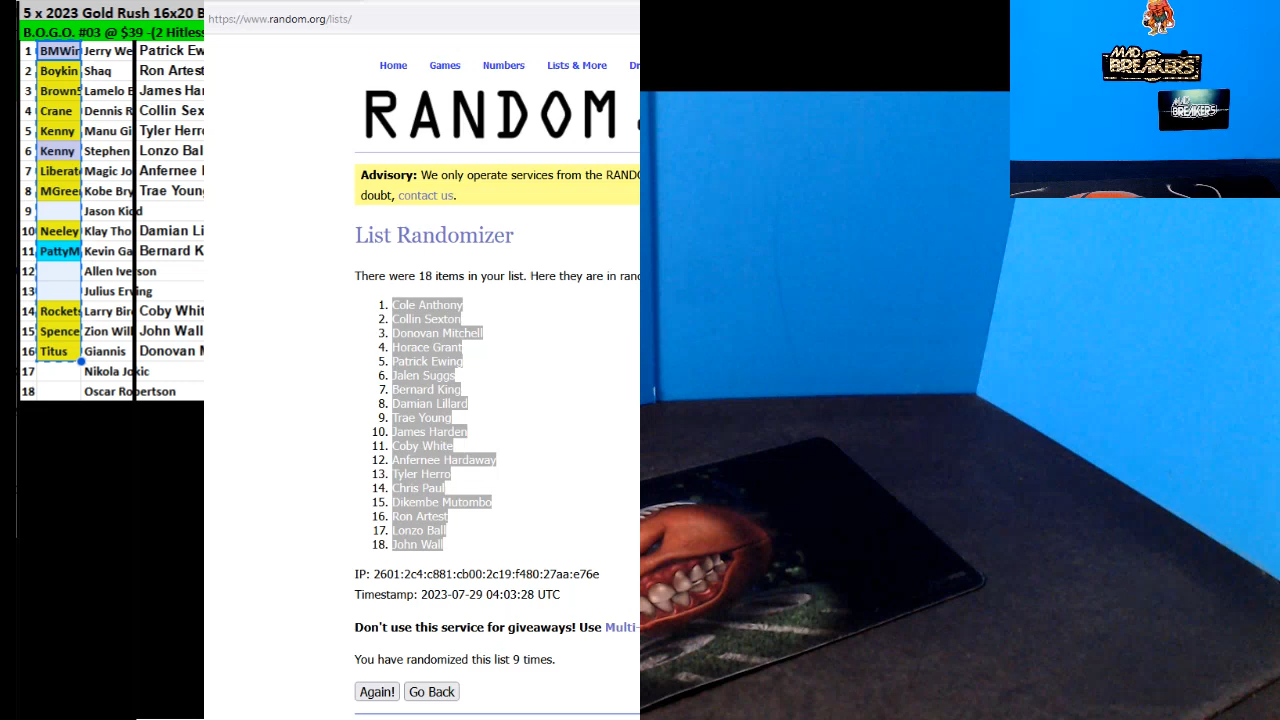 5 x 2023 Gold Rush 16x20 B
B.O.G.O. #03 @ $39 -(2 Hitless
1 BMWin Jerry We Patrick Ew
2 Boykin Shaq Ron Artest
3 Brown Lamelo B James Har
4 Crane Dennis R Collin Sex
5 Kenny Manu Gi Tyler Herro
6 Kenny Stephen Lonzo Bal
7 Liberat Magic Jo Anfernee
8 MGree Kobe Bry Trae Young
9 Jason Kidd
10 Neeley Klay Tho Damian Li
11 PattyM Kevin Ga Bernard K
12 Allen Iverson
13 Julius Erving
14 Rockets Larry Bird Coby Whit
15 Spence Zion Will John Wall
16 Titus Giannis Donovan M
17 Nikola Jokic
18 Oscar Robertson
https://www.random.org/lists/
Home Games Numbers Lists & More Dr
RANDOM
Advisory: We only operate services from the RANDO
doubt, contact us.
List Randomizer
There were 18 items in your list. Here they are in rand
1. Cole Anthony
2. Collin Sexton
3. Donovan Mitchell
4. Horace Grant
5. Patrick Ewing
6. Jalen Suggs
7. Bernard King
8. Damian Lillard
9. Trae Young
10. James Harden
11. Coby White
12. Anfernee Hardaway
13. Tyler Herro
14. Chris Paul
15. Dikembe Mutombo
16. Ron Artest
17. Lonzo Ball
18. John Wall
IP: 2601:2c4:c881:cb00:2c19:f480:27aa:e76e
Timestamp: 2023-07-29 04:03:28 UTC
Don't use this service for giveaways! Use Multi-
You have randomized this list 9 times.
Again! Go Back
MAD
BREAKERS
MAD
BREAKERS